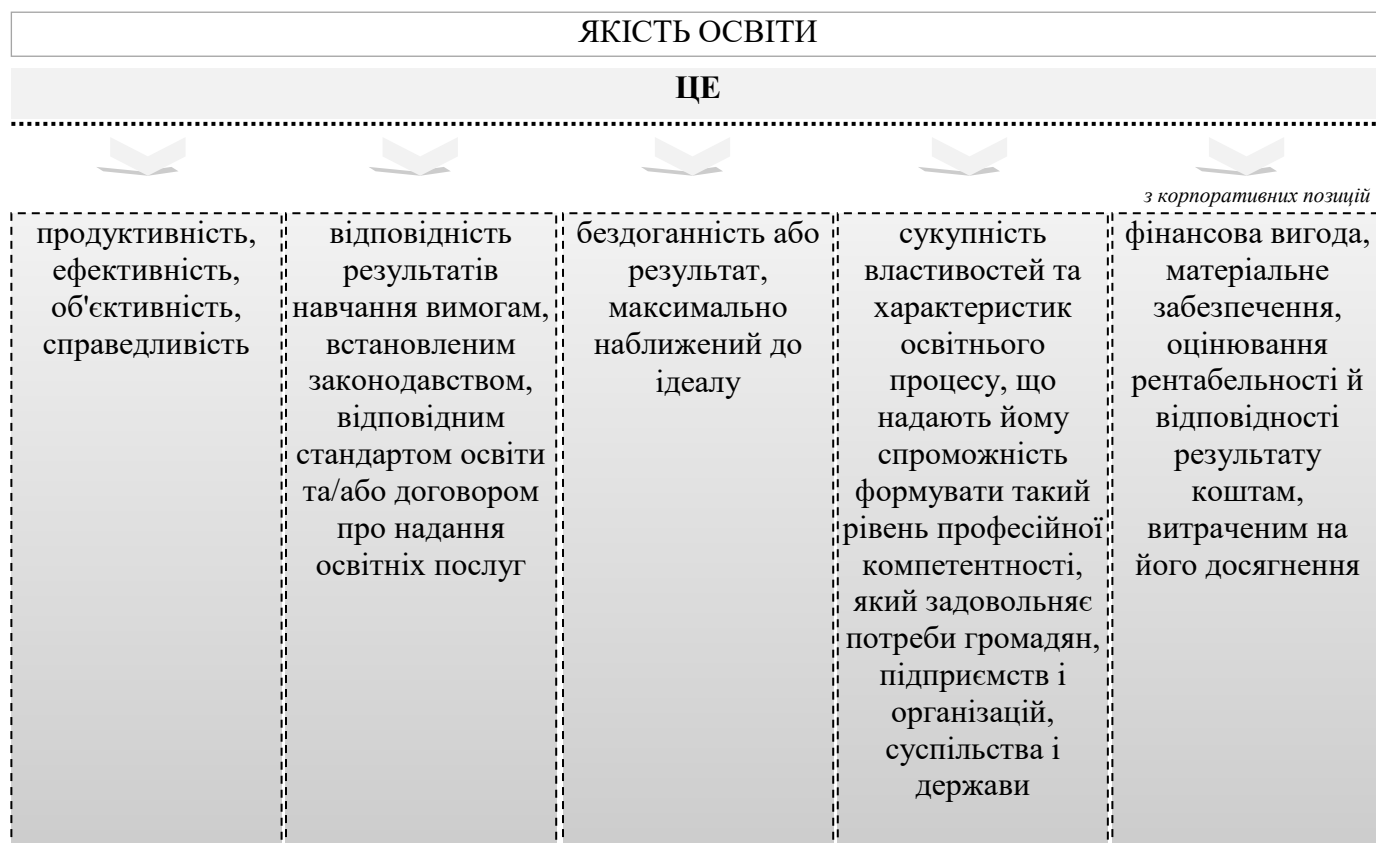 ЯКІСТЬ ОСВІТИ
ЦЕ
з корпоративних позицій
продуктивність,
ефективність,
об'єктивність,
справедливість
відповідність
результатів
навчання вимогам,
встановленим
законодавством,
відповідним
стандартом освіти
та/або договором
про надання
освітніх послуг
бездоганність або
результат,
максимально
наближений до
ідеалу
сукупність
властивостей та
характеристик
освітнього
процесу, що
надають йому
спроможність
формувати такий
рівень професійної
компетентності,
який задовольняє
потреби громадян,
підприємств і
організацій,
суспільства і
держави
фінансова вигода,
матеріальне
забезпечення,
оцінювання
рентабельності й
відповідності
результату
коштам,
витраченим на
його досягнення